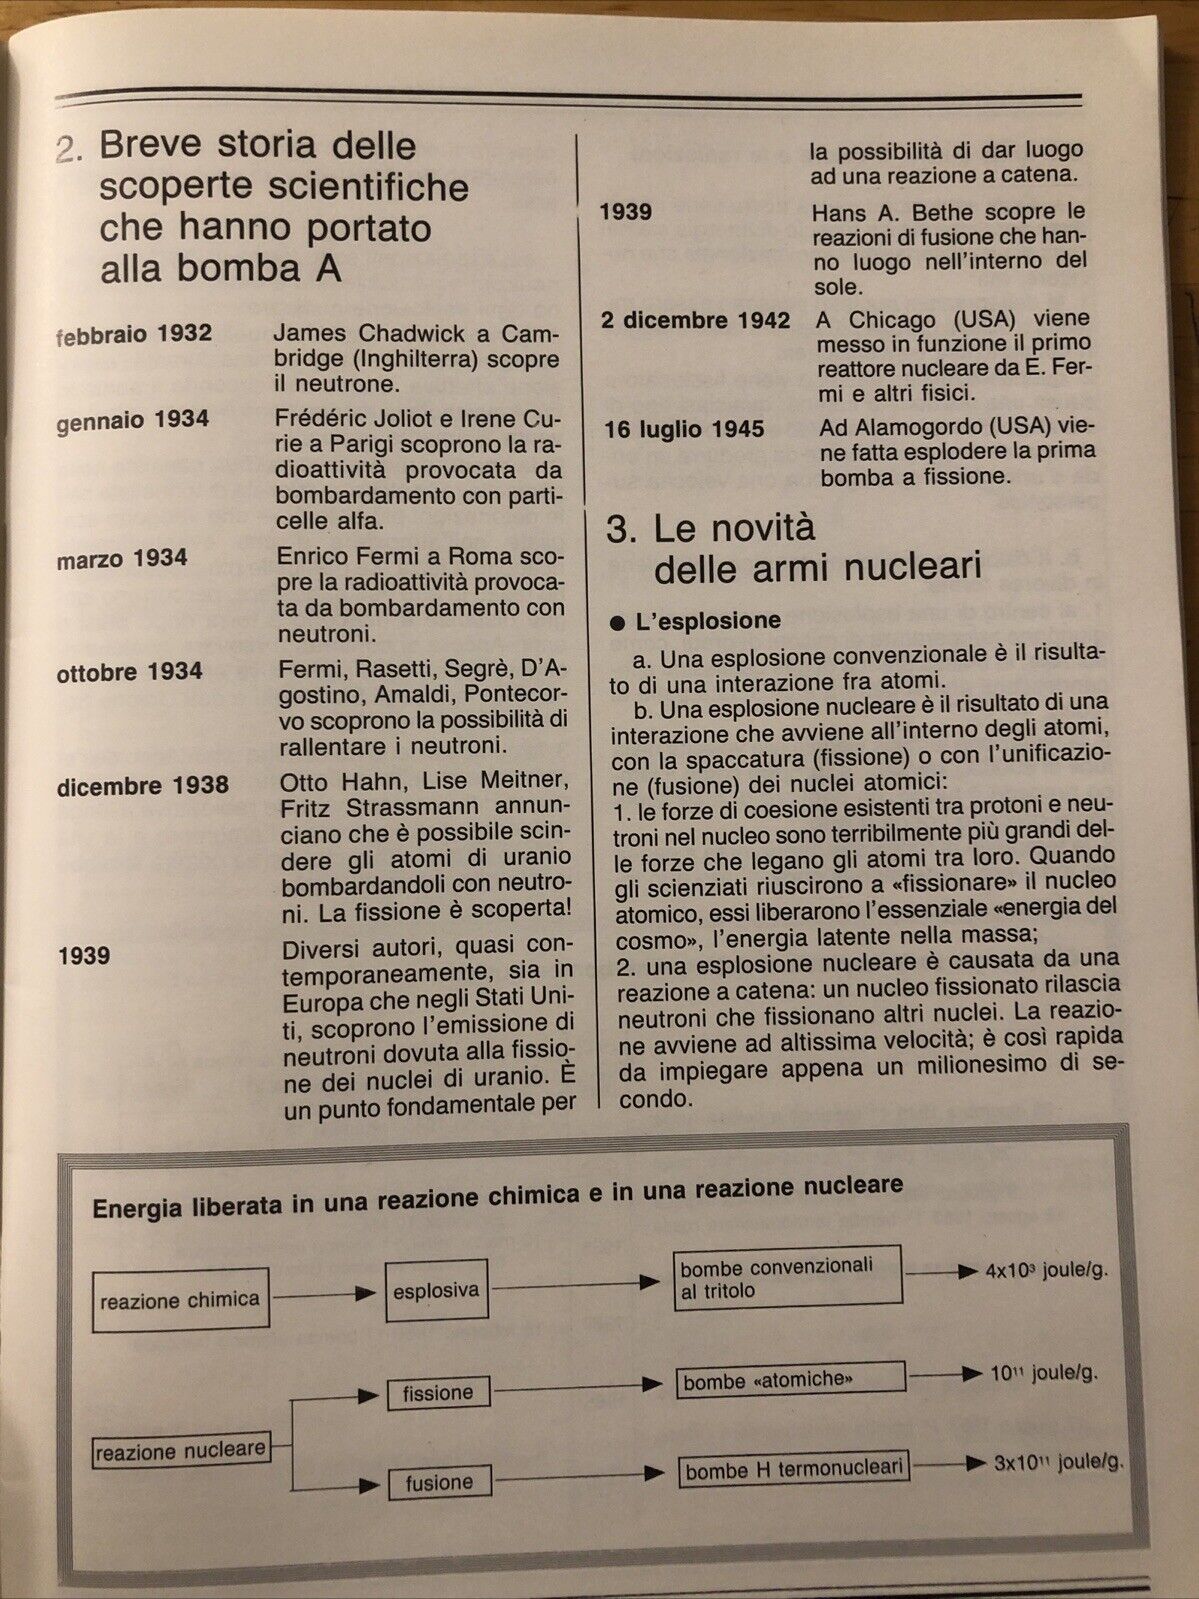 2. Breve storia delle
scoperte scientifiche
che hanno portato
alla bomba A
febbraio 1932 James Chadwick a Cam-
bridge (Inghilterra) scopre
il neutrone.
gennaio 1934 Frédéric Joliot e Irene Cu-
rie a Parigi scoprono la ra-
dioattività provocata da
bombardamento con parti-
celle alfa.
marzo 1934 Enrico Fermi a Roma sco-
pre la radioattività provoca-
ta da bombardamento con
neutroni.
ottobre 1934 Fermi, Rasetti, Segrè, D'A-
gostino, Amaldi, Pontecor-
vo scoprono la possibilità di
rallentare i neutroni.
dicembre 1938 Otto Hahn, Lise Meitner,
Fritz Strassmann annun-
ciano che è possibile scin-
dere gli atomi di uranio
bombardandoli con neutro-
ni. La fissione è scoperta!
1939 Diversi autori, quasi con-
temporaneamente, sia in
Europa che negli Stati Uni-
ti, scoprono l'emissione di
neutroni dovuta alla fissio-
ne dei nuclei di uranio. È
un punto fondamentale per
la possibilità di dar luogo
ad una reazione a catena.
1939 Hans A. Bethe scopre le
reazioni di fusione che han-
no luogo nell'interno del
sole.
2 dicembre 1942 A Chicago (USA) viene
messo in funzione il primo
reattore nucleare da E. Fer-
mi e altri fisici.
16 luglio 1945 Ad Alamogordo (USA) vie-
ne fatta esplodere la prima
bomba a fissione.
3. Le novità
delle armi nucleari
● L'esplosione
a. Una esplosione convenzionale è il risulta-
to di una interazione fra atomi.
b. Una esplosione nucleare è il risultato di una
interazione che avviene all'interno degli atomi,
con la spaccatura (fissione) o con l'unificazio-
ne (fusione) dei nuclei atomici:
1. le forze di coesione esistenti tra protoni e neu-
troni nel nucleo sono terribilmente più grandi del-
le forze che legano gli atomi tra loro. Quando
gli scienziati riuscirono a «fissionare» il nucleo
atomico, essi liberarono l'essenziale «energia del
cosmo», l'energia latente nella massa;
2. una esplosione nucleare è causata da una
reazione a catena: un nucleo fissionato rilascia
neutroni che fissionano altri nuclei. La reazio-
ne avviene ad altissima velocità; è così rapida
da impiegare appena un milionesimo di se-
condo.
Energia liberata in una reazione chimica e in una reazione nucleare
reazione chimica
esplosiva
bombe convenzionali
al tritolo
4x10³ joule/g.
reazione nucleare
fissione
bombe «atomiche»
10¹¹ joule/g.
fusione
bombe H termonucleari
3x10¹¹ joule/g.